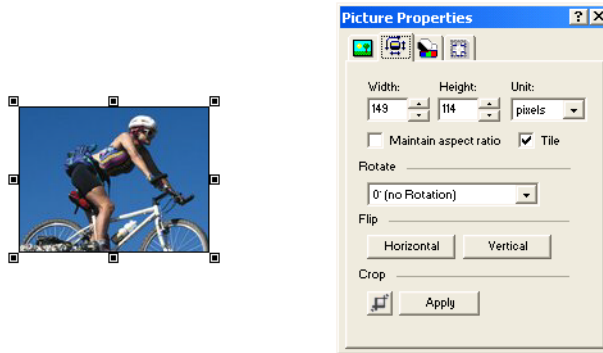 Picture Properties
Width: Height: Unit:
149 114 pixels
Maintain aspect ratio Tile
Rotate
0° (no Rotation)
Flip
Horizontal Vertical
Crop
Apply